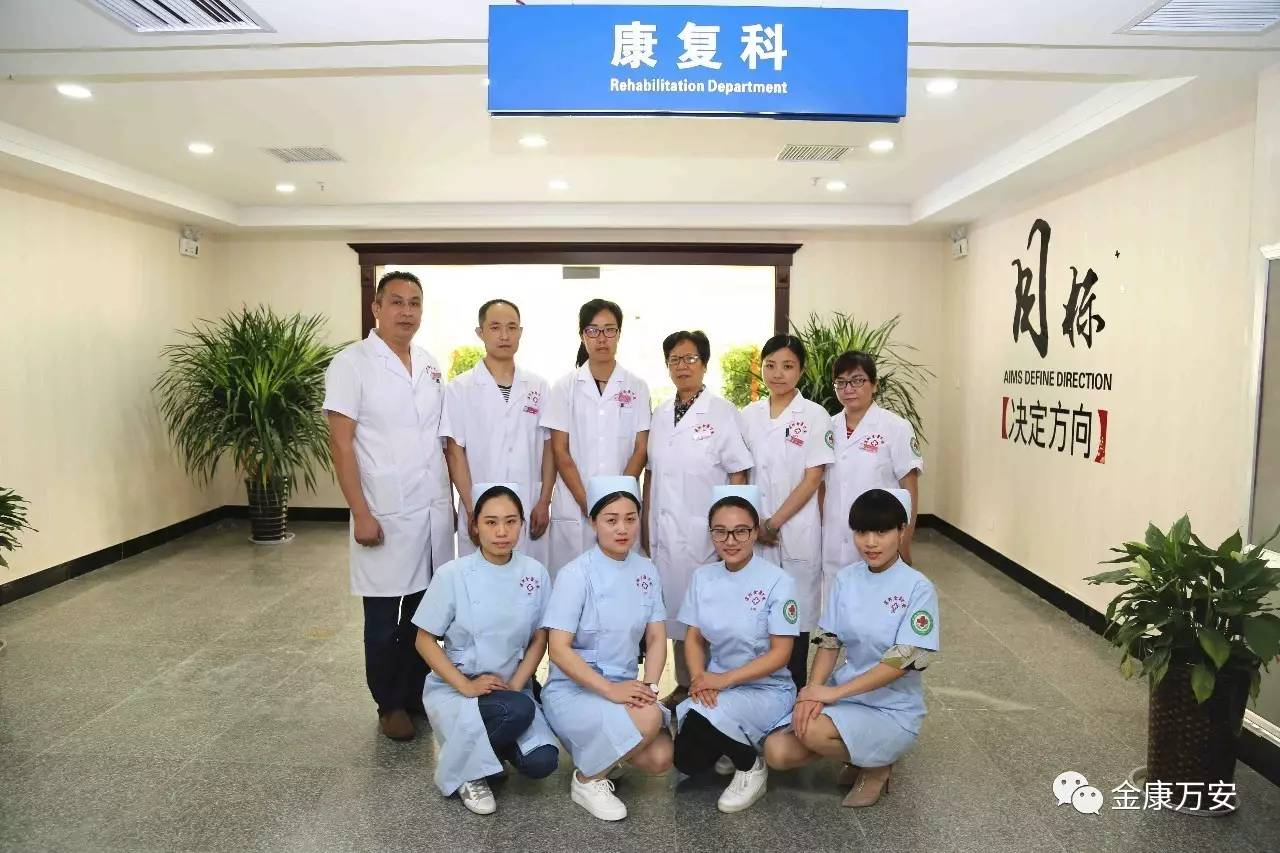 康复科
Rehabilitation Department
目标
AIMS DEFINE DIRECTION
【决定方向】
金康万安